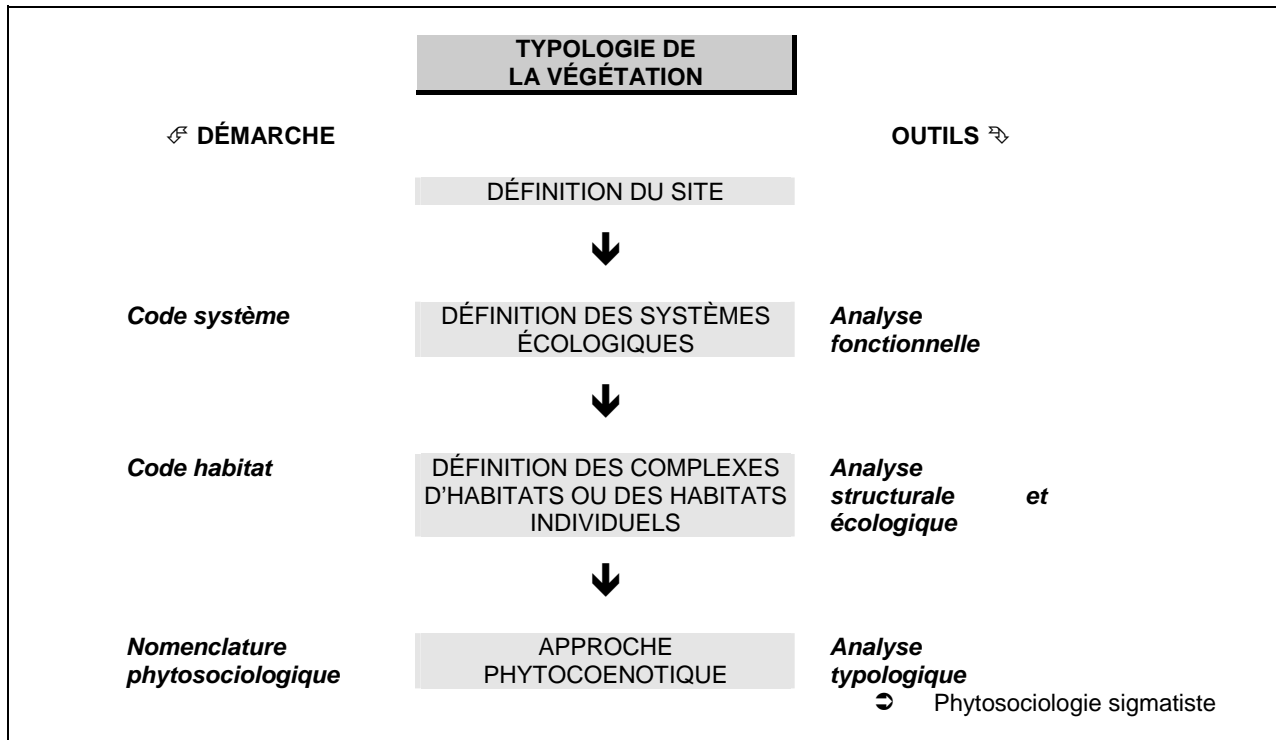 TYPOLOGIE DE
LA VÉGÉTATION
DÉMARCHE
OUTILS
DÉFINITION DU SITE
Code système
DÉFINITION DES SYSTÈMES
ÉCOLOGIQUES
Analyse
fonctionnelle
Code habitat
DÉFINITION DES COMPLEXES
D'HABITATS OU DES HABITATS
INDIVIDUELS
Analyse
structurale et
écologique
Nomenclature
phytosociologique
APPROCHE
PHYTOCOENOTIQUE
Analyse
typologique
Phytosociologie sigmatiste